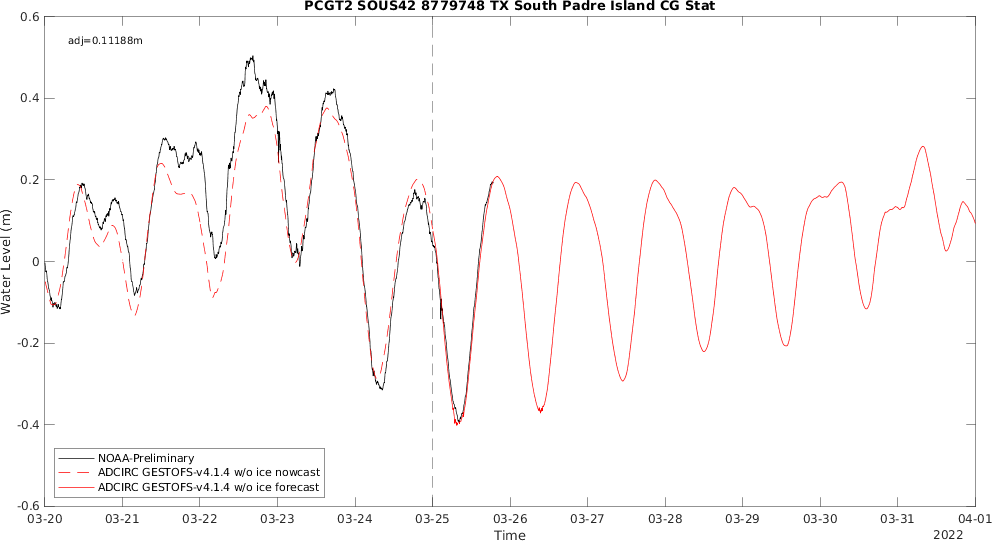 PCGT2 SOUS42 8779748 TX South Padre Island CG Stat
adj=0.11188m
Water Level (m)
0.6
0.4
0.2
0
-0.2
-0.4
-0.6
NOAA-Preliminary
ADCIRC GESTOFS-v4.1.4 w/o ice nowcast
ADCIRC GESTOFS-v4.1.4 w/o ice forecast
03-20 03-21 03-22 03-23 03-24 03-25 03-26 03-27 03-28 03-29 03-30 03-31 04-01
Time
2022